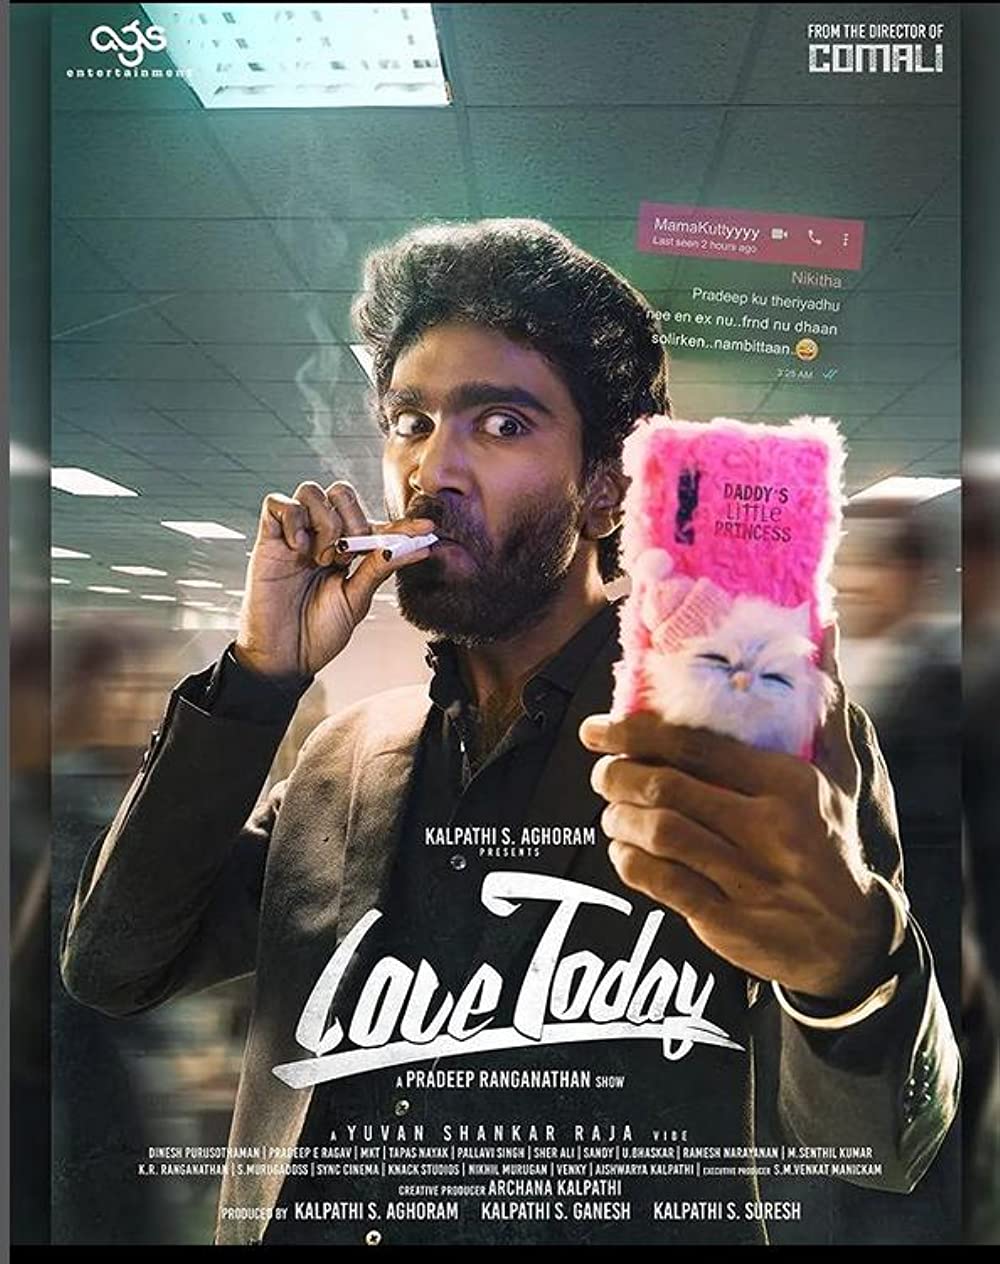 ags
entertainment
FROM THE DIRECTOR OF
COMALI
MamaKuttyyyy
Last seen 2 hours ago
Nikitha
Pradeep ku theriyadhu
nee en ex nu..frnd nu dhaan
solirken..nambittaan.😜
3:25 AM
DADDY'S
LITTLE
PRINCESS
KALPATHI S. AGHORAM
PRESENTS
Love Today
A PRADEEP RANGANATHAN SHOW
A YUVAN SHANKAR RAJA VIBE
DINESH PURUSOTHAMAN | PRADEEP E RAGAV | MKT | TAPAS NAYAK | PALLAVI SINGH | SHER ALI | SANDY | U.BHASKAR | RAMESH NARAYANAN | M.SENTHIL KUMAR
K.R. RANGANATHAN | S.MURUGADOSS | SYNC CINEMA | KNACK STUDIOS | NIKHIL MURUGAN | VENKY | AISHWARYA KALPATHI | EXECUTIVE PRODUCER S.M.VENKAT MANICKAM
CREATIVE PRODUCER ARCHANA KALPATHI
PRODUCED BY KALPATHI S. AGHORAM KALPATHI S. GANESH KALPATHI S. SURESH